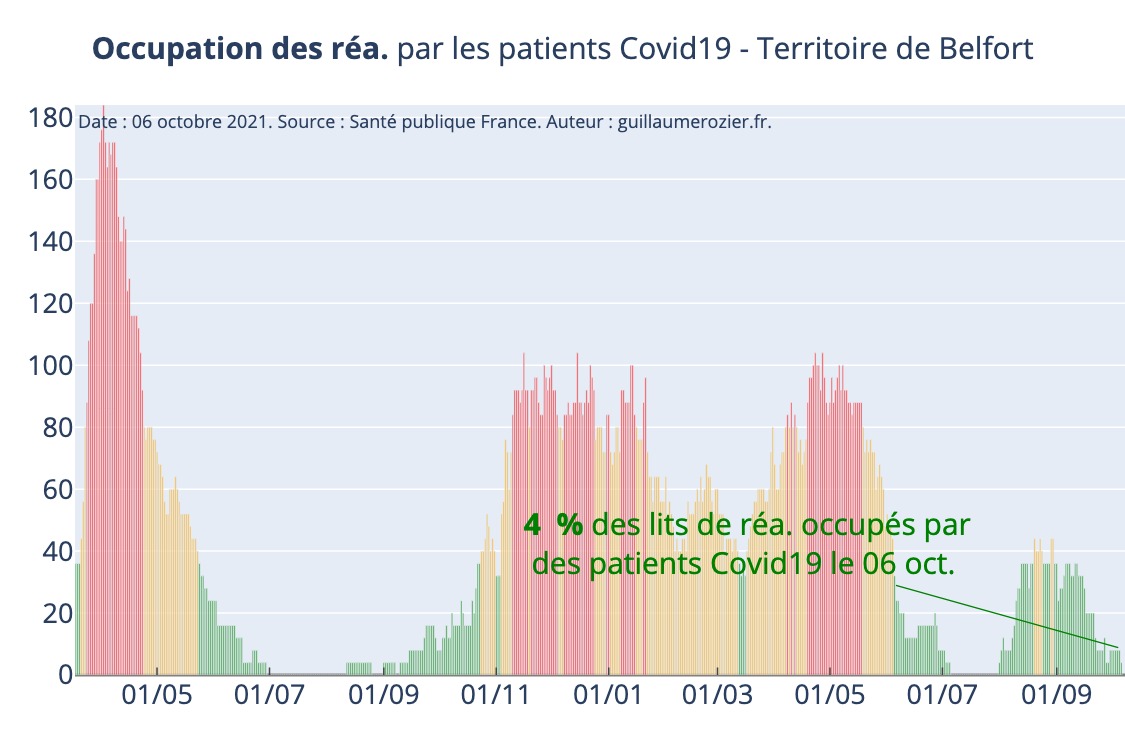 Occupation des réa. par les patients Covid19 - Territoire de Belfort
Date : 06 octobre 2021. Source : Santé publique France. Auteur : guillaumerozier.fr.
180
160
140
120
100
80
60
40
20
0
4 % des lits de réa. occupés par
des patients Covid19 le 06 oct.
01/05 01/07 01/09 01/11 01/01 01/03 01/05 01/07 01/09